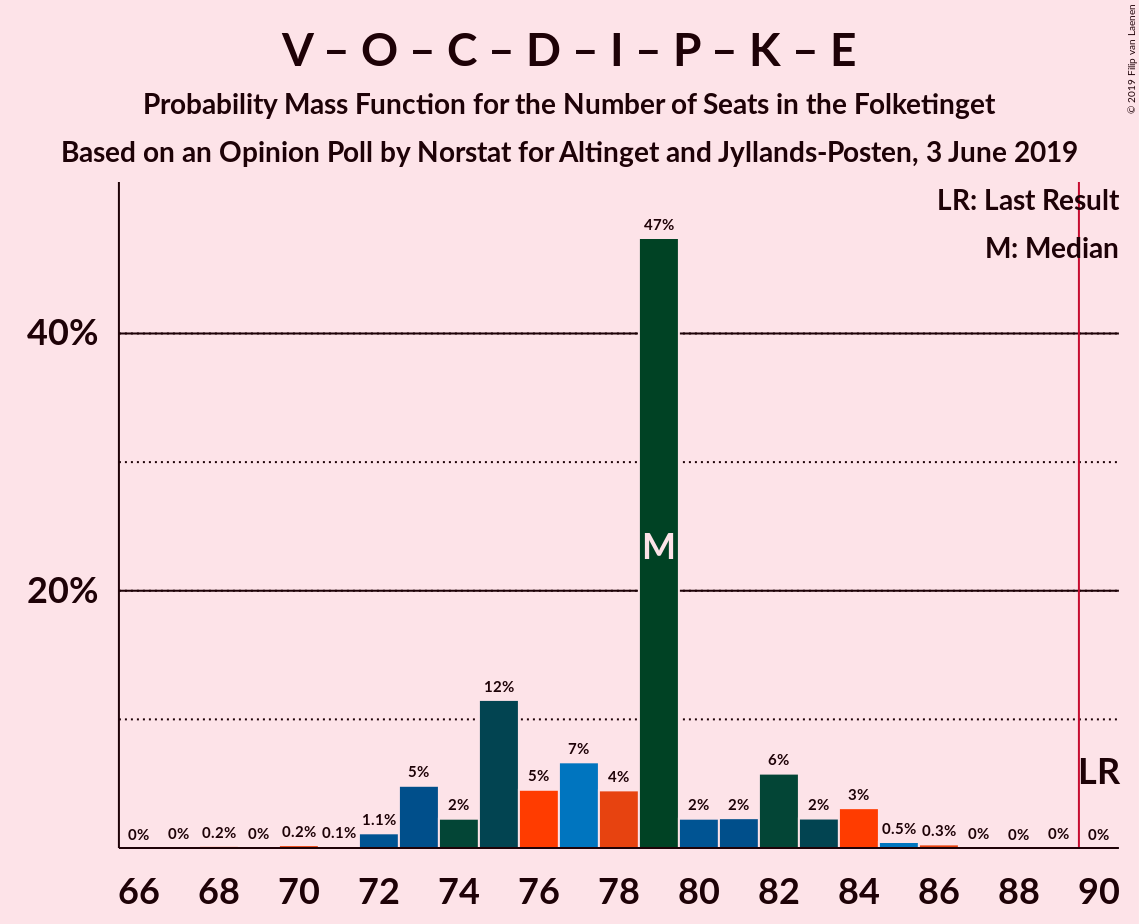 V – O – C – D – I – P – K – E
Probability Mass Function for the Number of Seats in the Folketinget
Based on an Opinion Poll by Norstat for Altinget and Jyllands-Posten, 3 June 2019
© 2019 Filip van Laenen
LR: Last Result
M: Median
40%
20%
0% 0% 0.2% 0% 0.2% 0.1% 1.1% 5% 2% 12% 5% 7% 4% 47% 2% 2% 6% 2% 3% 0.5% 0.3% 0% 0% 0% 0%
M
LR
66 68 70 72 74 76 78 80 82 84 86 88 90